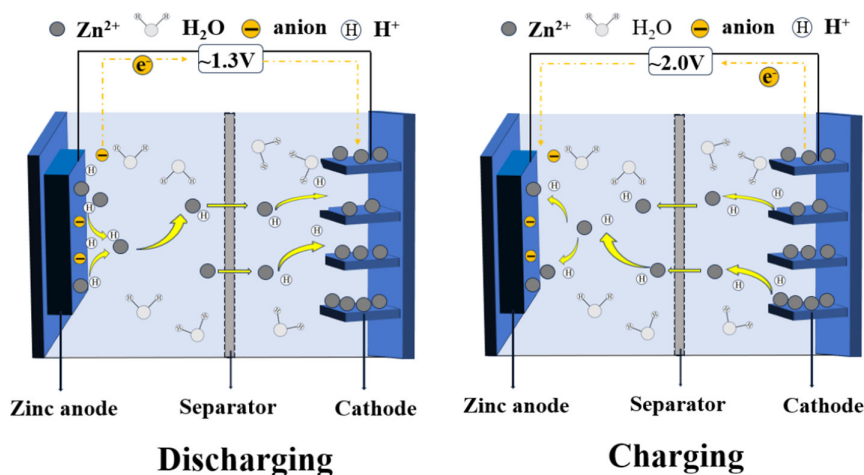 Zn²⁺ H₂O anion H⁺
~1.3V
e⁻
Zinc anode Separator Cathode
Discharging
Zn²⁺ H₂O anion H⁺
~2.0V
e⁻
Zinc anode Separator Cathode
Charging